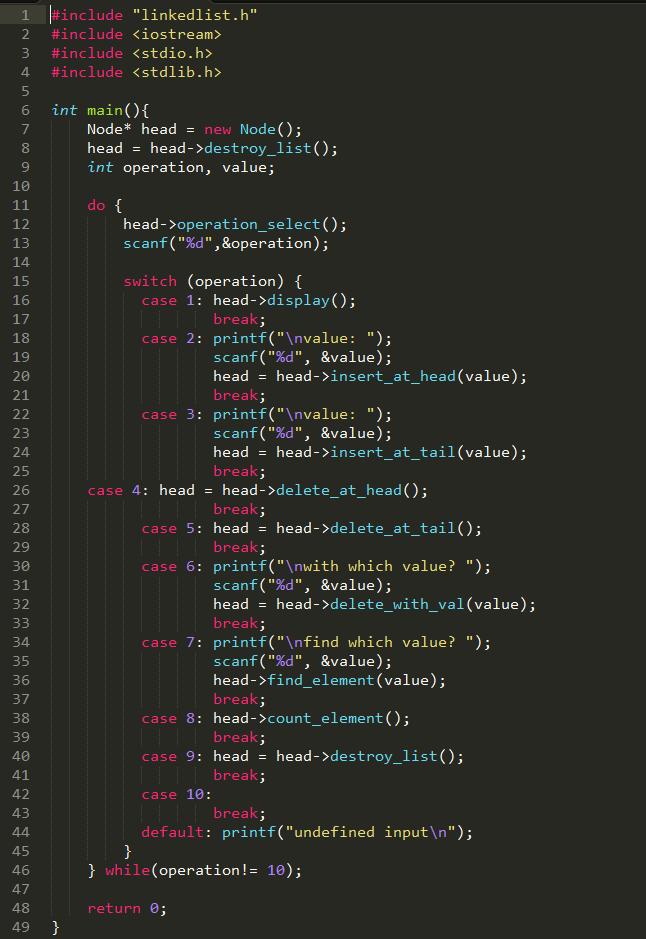 1 #include "linkedlist.h"
2 #include <iostream>
3 #include <stdio.h>
4 #include <stdlib.h>
5
6 int main(){
7 Node* head = new Node();
8 head = head->destroy_list();
9 int operation, value;
10
11 do {
12 head->operation_select();
13 scanf("%d",&operation);
14
15 switch (operation) {
16 case 1: head->display();
17 break;
18 case 2: printf("\nvalue: ");
19 scanf("%d", &value);
20 head = head->insert_at_head(value);
21 break;
22 case 3: printf("\nvalue: ");
23 scanf("%d", &value);
24 head = head->insert_at_tail(value);
25 break;
26 case 4: head = head->delete_at_head();
27 break;
28 case 5: head = head->delete_at_tail();
29 break;
30 case 6: printf("\nwith which value? ");
31 scanf("%d", &value);
32 head = head->delete_with_val(value);
33 break;
34 case 7: printf("\nfind which value? ");
35 scanf("%d", &value);
36 head->find_element(value);
37 break;
38 case 8: head->count_element();
39 break;
40 case 9: head = head->destroy_list();
41 break;
42 case 10:
43 break;
44 default: printf("undefined input\n");
45 }
46 } while(operation!= 10);
47
48 return 0;
49 }